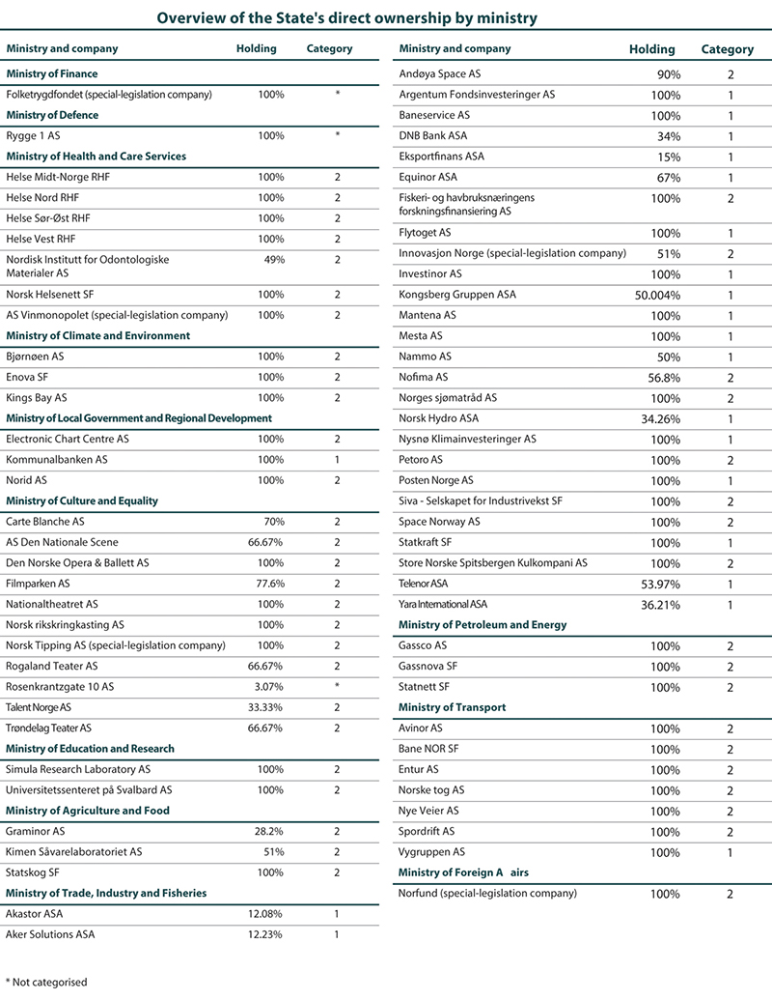 Overview of the State's direct ownership by ministry
Ministry and company Holding Category
Ministry of Finance
Folketrygdfondet (special-legislation company) 100% *
Ministry of Defence
Rygge 1 AS 100% *
Ministry of Health and Care Services
Helse Midt-Norge RHF 100% 2
Helse Nord RHF 100% 2
Helse Sør-Øst RHF 100% 2
Helse Vest RHF 100% 2
Nordisk Institutt for Odontologiske 49% 2
Materialer AS
Norsk Helsenett SF 100% 2
AS Vinmonopolet (special-legislation company) 100% 2
Ministry of Climate and Environment
Bjørnøen AS 100% 2
Enova SF 100% 2
Kings Bay AS 100% 2
Ministry of Local Government and Regional Development
Electronic Chart Centre AS 100% 2
Kommunalbanken AS 100% 1
Norid AS 100% 2
Ministry of Culture and Equality
Carte Blanche AS 70% 2
AS Den Nationale Scene 66.67% 2
Den Norske Opera & Ballett AS 100% 2
Filmparken AS 77.6% 2
Nationaltheatret AS 100% 2
Norsk rikskringkasting AS 100% 2
Norsk Tipping AS (special-legislation company) 100% 2
Rogaland Teater AS 66.67% 2
Rosenkrantzgate 10 AS 3.07% *
Talent Norge AS 33.33% 2
Trøndelag Teater AS 66.67% 2
Ministry of Education and Research
Simula Research Laboratory AS 100% 2
Universitetssenteret på Svalbard AS 100% 2
Ministry of Agriculture and Food
Graminor AS 28.2% 2
Kimen Såvarelaboratoriet AS 51% 2
Statskog SF 100% 2
Ministry of Trade, Industry and Fisheries
Akastor ASA 12.08% 1
Aker Solutions ASA 12.23% 1
* Not categorised
Ministry and company Holding Category
Andøya Space AS 90% 2
Argentum Fondsinvesteringer AS 100% 1
Baneservice AS 100% 1
DNB Bank ASA 34% 1
Eksportfinans ASA 15% 1
Equinor ASA 67% 1
Fiskeri- og havbruksnæringens 100% 2
forskningsfinansiering AS
Flytoget AS 100% 1
Innovasjon Norge (special-legislation company) 51% 2
Investinor AS 100% 1
Kongsberg Gruppen ASA 50.004% 1
Mantena AS 100% 1
Mesta AS 100% 1
Nammo AS 50% 1
Nofima AS 56.8% 2
Norges sjømatråd AS 100% 2
Norsk Hydro ASA 34.26% 1
Nysnø Klimainvesteringer AS 100% 1
Petoro AS 100% 2
Posten Norge AS 100% 1
Siva - Selskapet for Industrivekst SF 100% 2
Space Norway AS 100% 2
Statkraft SF 100% 1
Store Norske Spitsbergen Kulkompani AS 100% 2
Telenor ASA 53.97% 1
Yara International ASA 36.21% 1
Ministry of Petroleum and Energy
Gassco AS 100% 2
Gassnova SF 100% 2
Statnett SF 100% 2
Ministry of Transport
Avinor AS 100% 2
Bane NOR SF 100% 2
Entur AS 100% 2
Norske tog AS 100% 2
Nye Veier AS 100% 2
Spordrift AS 100% 2
Vygruppen AS 100% 1
Ministry of Foreign A airs
Norfund (special-legislation company) 100% 2